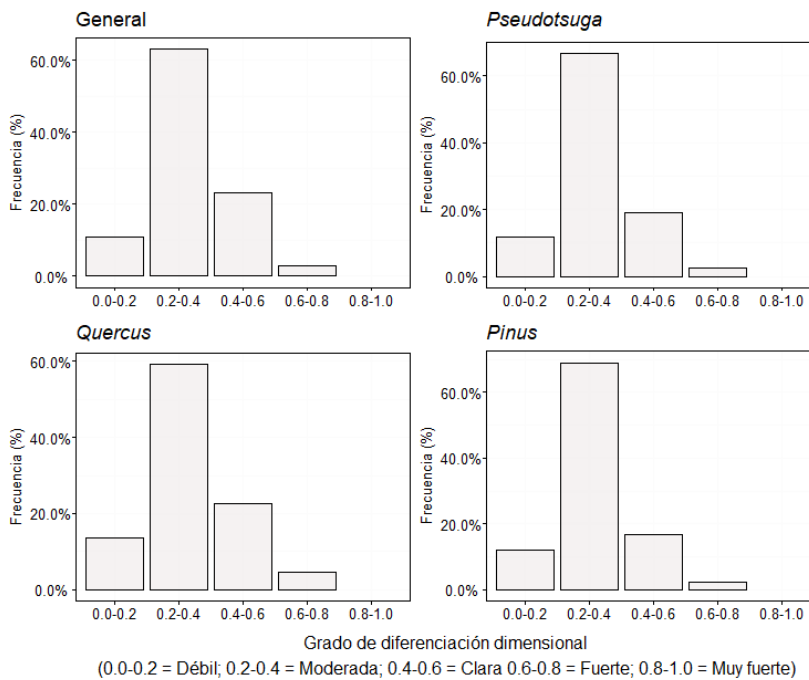 General
Frecuencia (%)
60.0%
40.0%
20.0%
0.0%
0.0-0.2 0.2-0.4 0.4-0.6 0.6-0.8 0.8-1.0
Pseudotsuga
Frecuencia (%)
60.0%
40.0%
20.0%
0.0%
0.0-0.2 0.2-0.4 0.4-0.6 0.6-0.8 0.8-1.0
Quercus
Frecuencia (%)
60.0%
40.0%
20.0%
0.0%
0.0-0.2 0.2-0.4 0.4-0.6 0.6-0.8 0.8-1.0
Pinus
Frecuencia (%)
60.0%
40.0%
20.0%
0.0%
0.0-0.2 0.2-0.4 0.4-0.6 0.6-0.8 0.8-1.0
Grado de diferenciación dimensional
(0.0-0.2 = Débil; 0.2-0.4 = Moderada; 0.4-0.6 = Clara 0.6-0.8 = Fuerte; 0.8-1.0 = Muy fuerte)